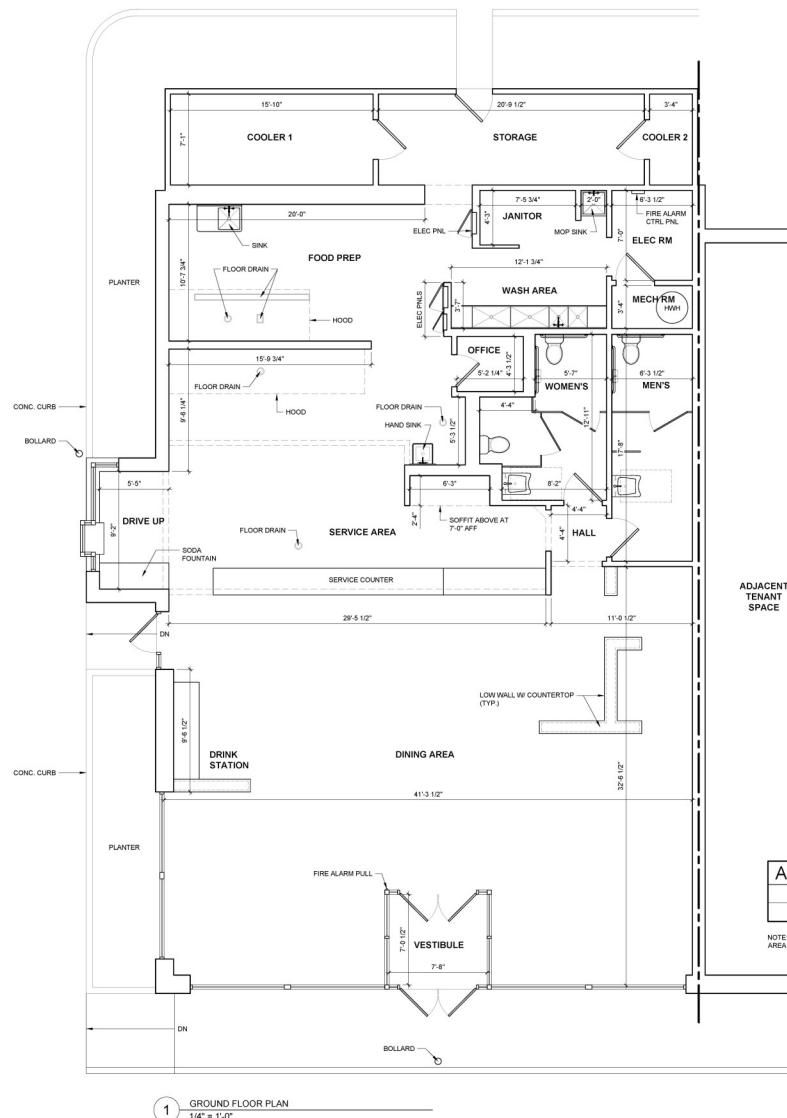 15'-10"
20'-9 1/2"
3'-4"
7'-1"
COOLER 1
STORAGE
COOLER 2
20'-0"
7'-5 3/4"
2'-0"
6'-3 1/2"
4'-3"
JANITOR
FIRE ALARM
CTRL PNL
ELEC PNL
MOP SINK
7'-0"
ELEC RM
SINK
FOOD PREP
12'-1 3/4"
PLANTER
10'-7 3/4"
FLOOR DRAIN
WASH AREA
ELEC PNLS
3'-7"
3'-4"
MECH RM
HWH
HOOD
OFFICE
15'-9 3/4"
5'-2 1/4"
4'-3 1/2"
5'-7"
6'-3 1/2"
WOMEN'S
MEN'S
FLOOR DRAIN
CONC. CURB
HOOD
9'-6 1/4"
FLOOR DRAIN
HAND SINK
4'-4"
12'-11"
BOLLARD
5'-3 1/2"
17'-8"
5'-5"
6'-3"
8'-2"
DRIVE UP
9'-2"
2'-4"
SOFFIT ABOVE AT
7'-0" AFF
4'-4"
FLOOR DRAIN
SERVICE AREA
4'-4"
HALL
SODA
FOUNTAIN
SERVICE COUNTER
ADJACENT
TENANT
SPACE
29'-5 1/2"
11'-0 1/2"
DN
LOW WALL W/ COUNTERTOP
(TYP.)
9'-6 1/2"
DRINK
STATION
DINING AREA
CONC. CURB
32'-6 1/2"
41'-3 1/2"
PLANTER
FIRE ALARM PULL
A
7'-0 1/2"
VESTIBULE
7'-8"
NOTE
AREA
DN
BOLLARD
1
GROUND FLOOR PLAN
1/4" = 1'-0"